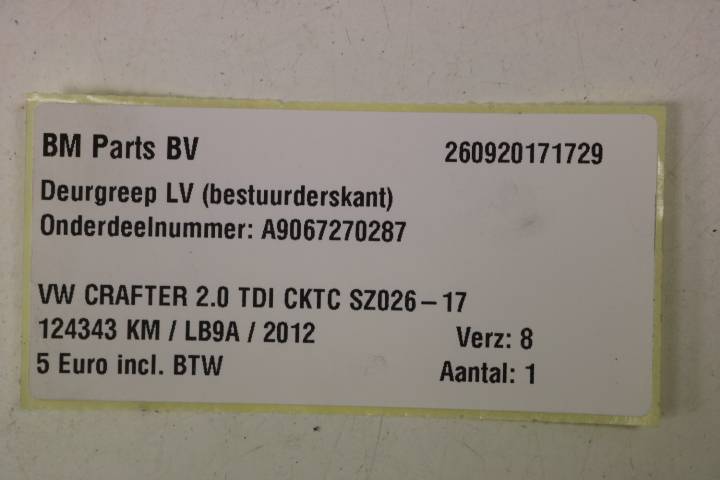 BM Parts BV 260920171729
Deurgreep LV (bestuurderskant)
Onderdeelnummer: A9067270287
VW CRAFTER 2.0 TDI CKTC SZ026-17
124343 KM / LB9A / 2012 Verz: 8
5 Euro incl. BTW Aantal: 1